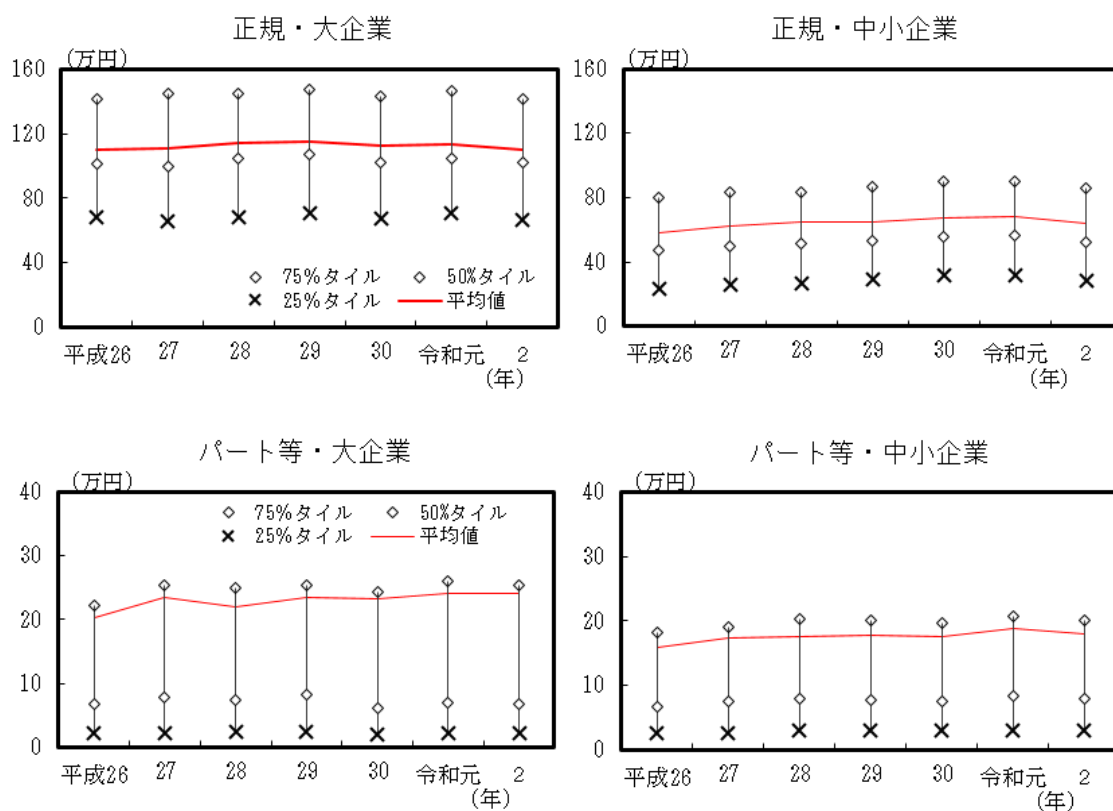 正規・大企業
(万円)
160
120
80
40
0
◇ 75%タイル ◇ 50%タイル
× 25%タイル ― 平均値
平成26 27 28 29 30 令和元 2
(年)
正規・中小企業
(万円)
160
120
80
40
0
平成26 27 28 29 30 令和元 2
(年)
パート等・大企業
(万円)
40
30
20
10
0
◇ 75%タイル ◇ 50%タイル
× 25%タイル ― 平均値
平成26 27 28 29 30 令和元 2
(年)
パート等・中小企業
(万円)
40
30
20
10
0
平成26 27 28 29 30 令和元 2
(年)